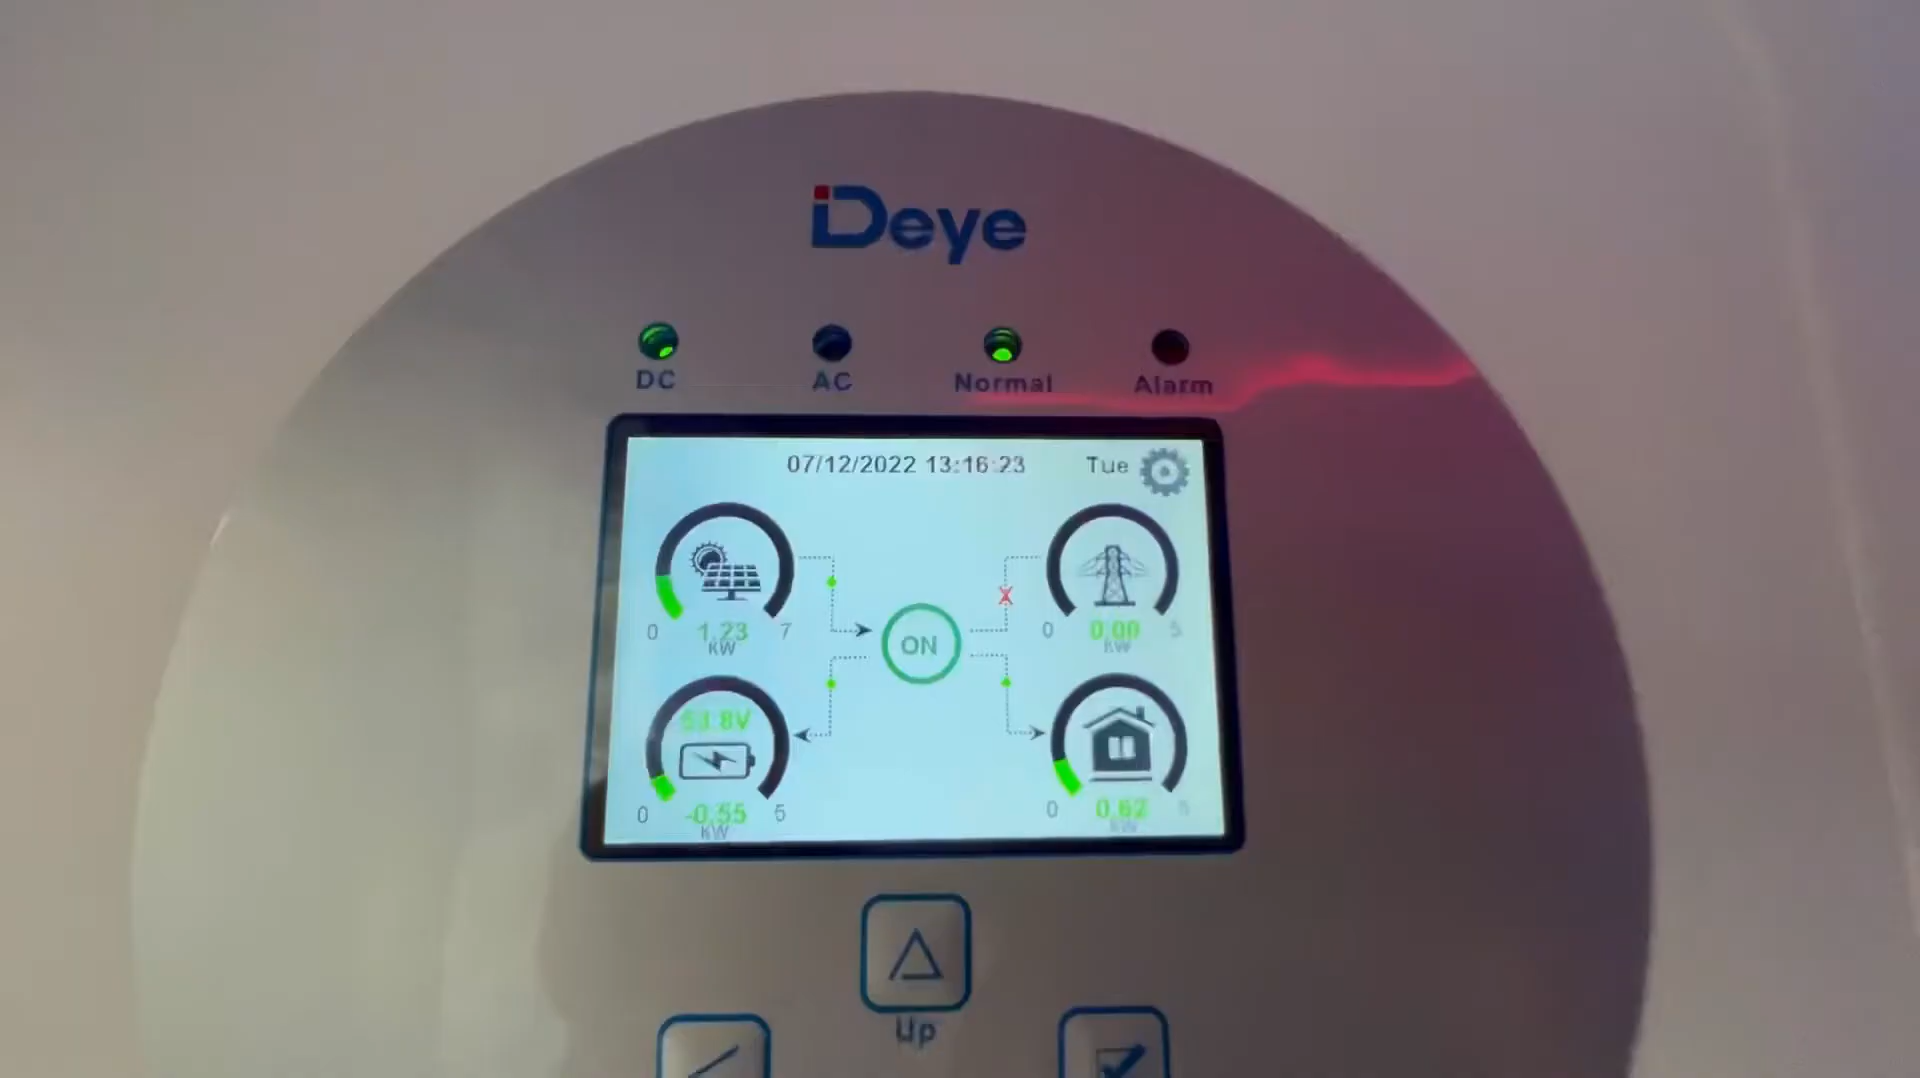 Deye
DC AC Normal Alarm
07/12/2022 13:16:23 Tue
0 1.23 7
KW
0 0.00 5
KW
ON
53.8V
0 -0.55 5
KW
0 0.62 5
KW
Up